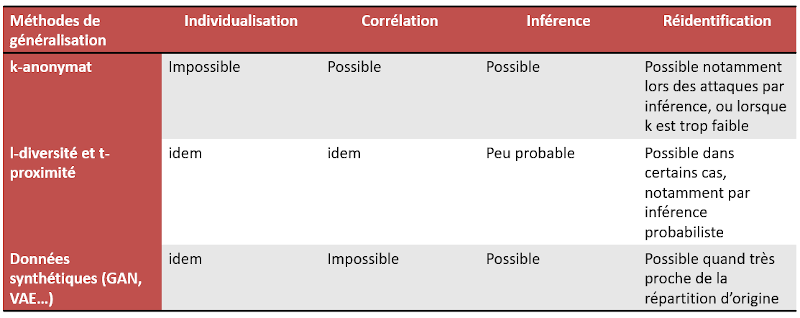 Méthodes de généralisation Individualisation Corrélation Inférence Réidentification
k-anonymat Impossible Possible Possible Possible notamment
lors des attaques par
inférence, ou lorsque
k est trop faible
l-diversité et t-
proximité
idem idem Peu probable Possible dans
certains cas,
notamment par
inférence
probabiliste
Données
synthétiques (GAN,
VAE…)
idem Impossible Possible Possible quand très
proche de la
répartition d'origine